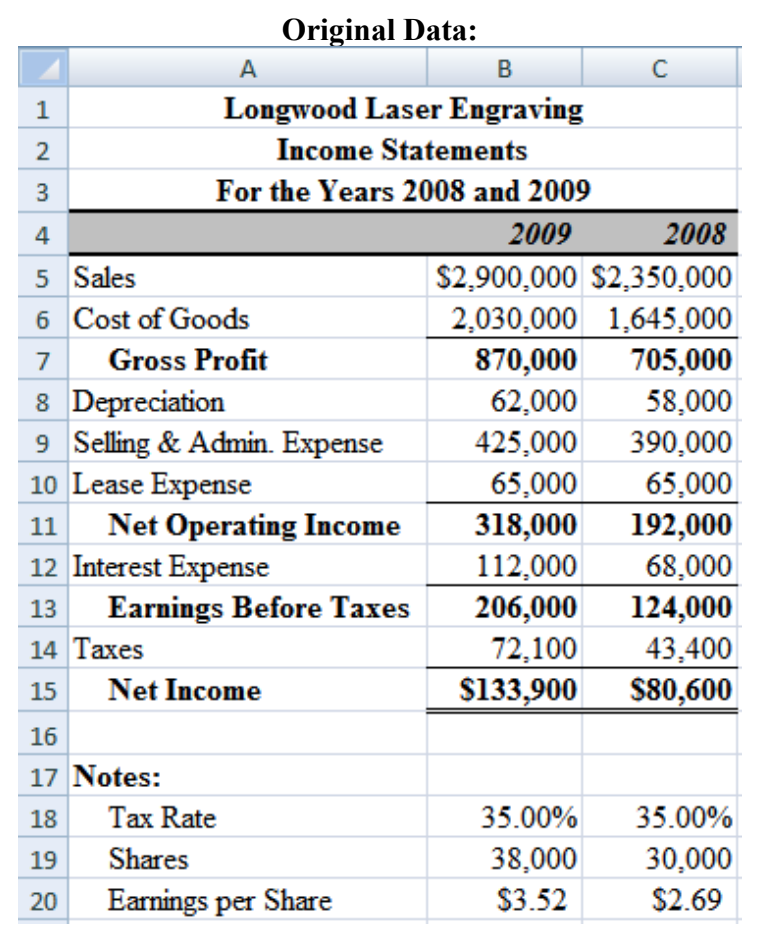 Original Data:
A B C
1 Longwood Laser Engraving
2 Income Statements
3 For the Years 2008 and 2009
4 2009 2008
5 Sales $2,900,000 $2,350,000
6 Cost of Goods 2,030,000 1,645,000
7 Gross Profit 870,000 705,000
8 Depreciation 62,000 58,000
9 Selling & Admin. Expense 425,000 390,000
10 Lease Expense 65,000 65,000
11 Net Operating Income 318,000 192,000
12 Interest Expense 112,000 68,000
13 Earnings Before Taxes 206,000 124,000
14 Taxes 72,100 43,400
15 Net Income $133,900 $80,600
16
17 Notes:
18 Tax Rate 35.00% 35.00%
19 Shares 38,000 30,000
20 Earnings per Share $3.52 $2.69